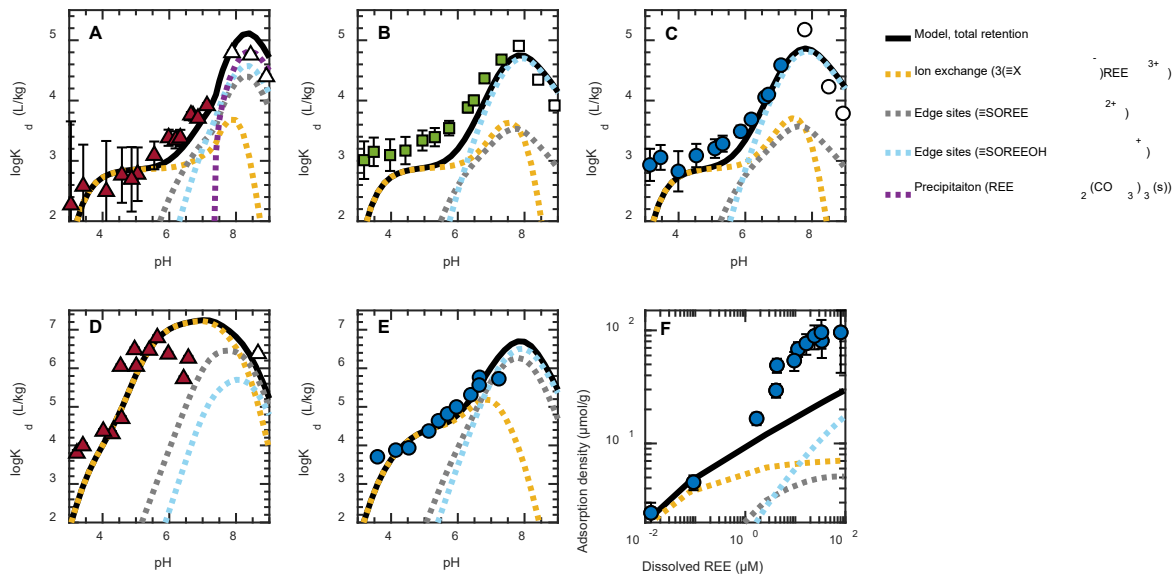 A
B
C
5
4
3
2
logK d (L/kg)
4 6 8
pH
5
4
3
2
logK d (L/kg)
4 6 8
pH
5
4
3
2
logK d (L/kg)
4 6 8
pH
Model, total retention
Ion exchange (3(≡X - )REE 3+ )
Edge sites (≡SOREE 2+ )
Edge sites (≡SOREEOH + )
Precipitaiton (REE 2 (CO 3 ) 3 (s))
D
E
F
7
6
5
4
3
2
logK d (L/kg)
4 6 8
pH
7
6
5
4
3
2
logK d (L/kg)
4 6 8
pH
10 2
10 1
Adsorption density (μmol/g)
10 -2 10 0 10 2
Dissolved REE (μM)